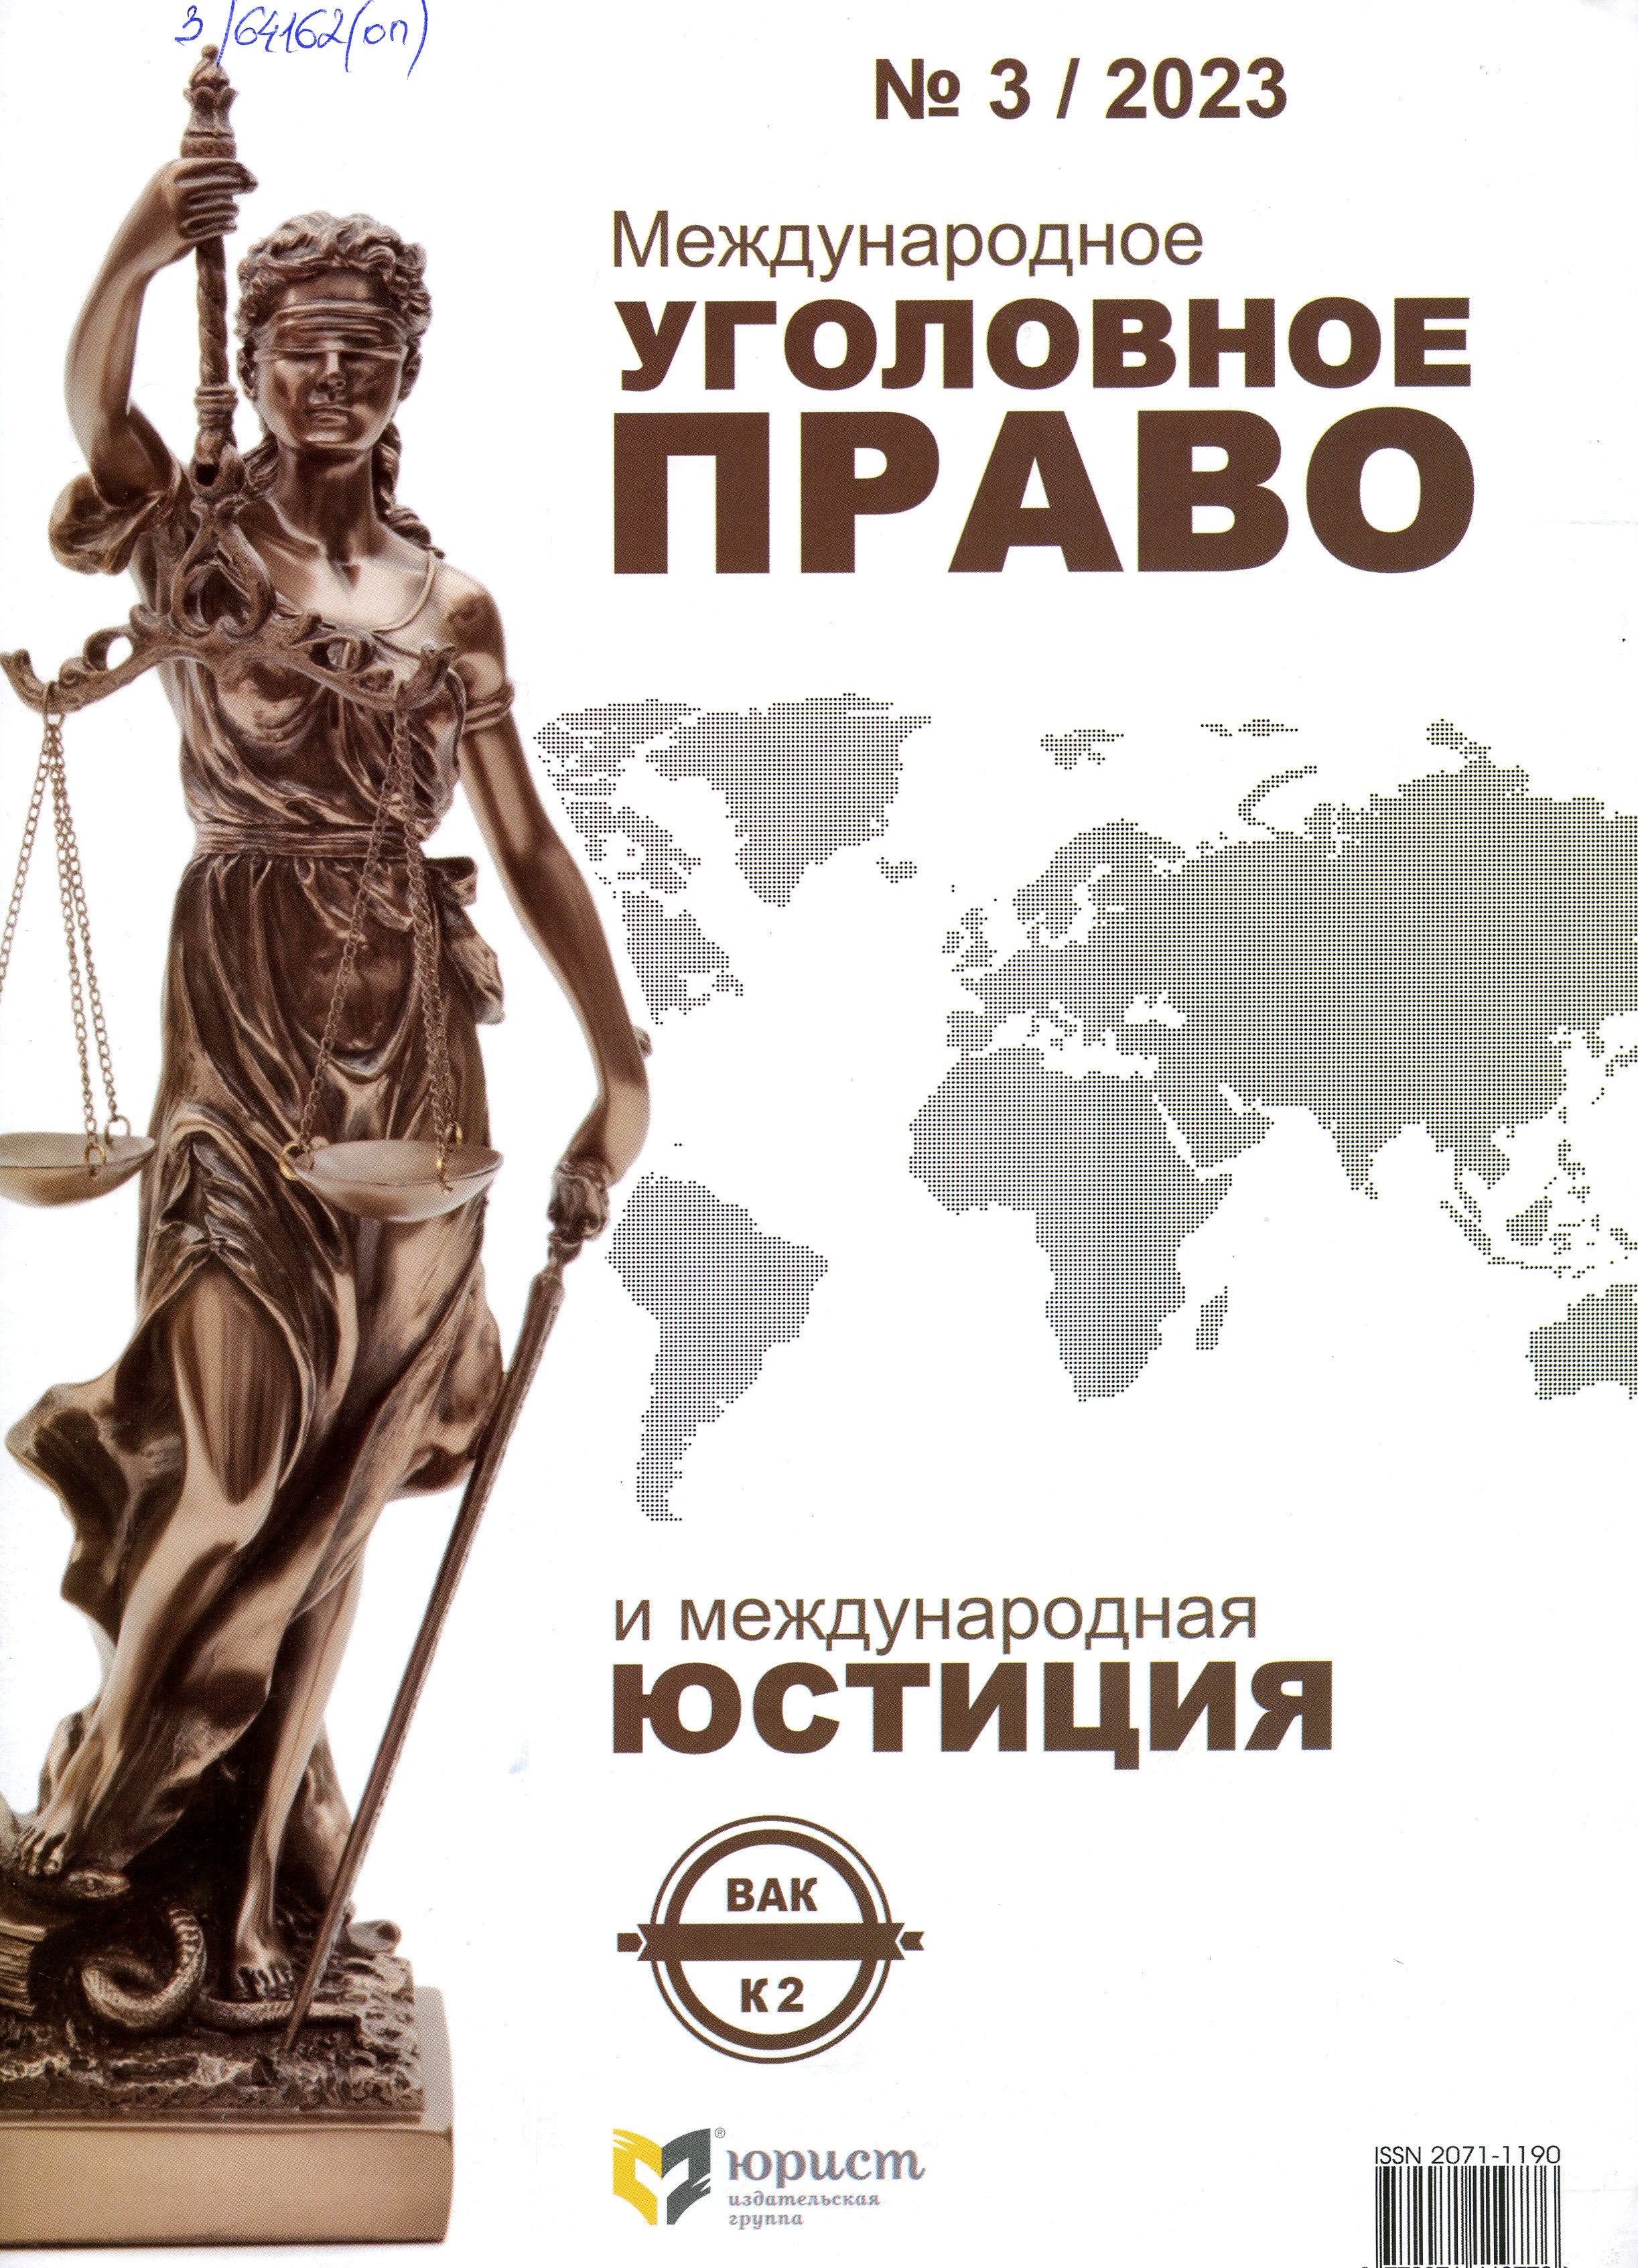 3/64162(оп)
№ 3 / 2023
Международное
УГОЛОВНОЕ
ПРАВО
и международная
ЮСТИЦИЯ
ВАК
К2
®
юрист
издательская
группа
ISSN 2071-1190